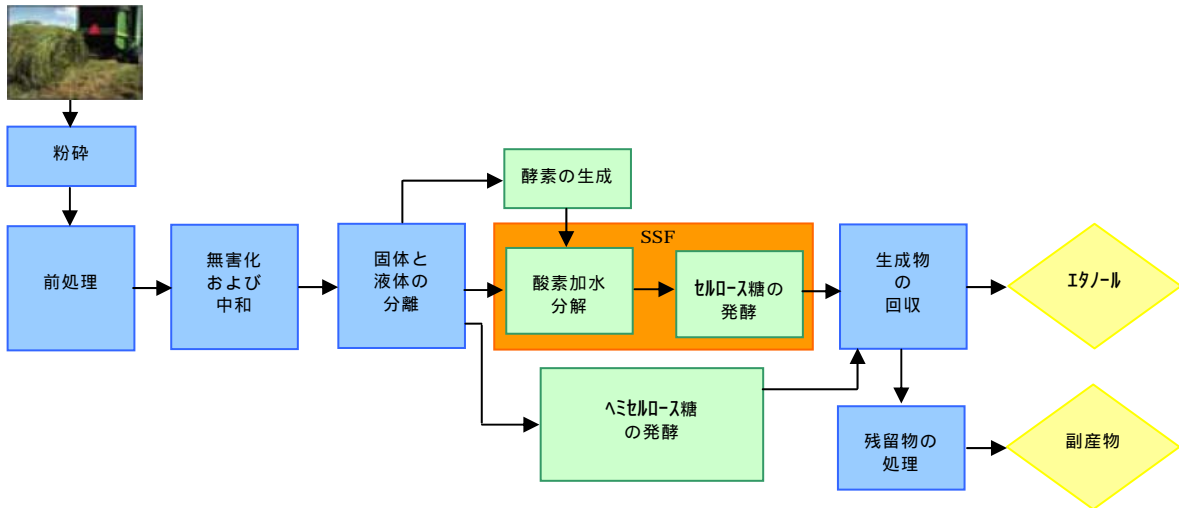 粉砕
前処理
無害化
および
中和
固体と
液体の
分離
酵素の生成
SSF
酸素加水
分解
ｾﾙﾛｰｽ糖の
発酵
ﾍﾐｾﾙﾛｰｽ糖
の発酵
生成物
の
回収
ｴﾀﾉｰﾙ
残留物の
処理
副産物